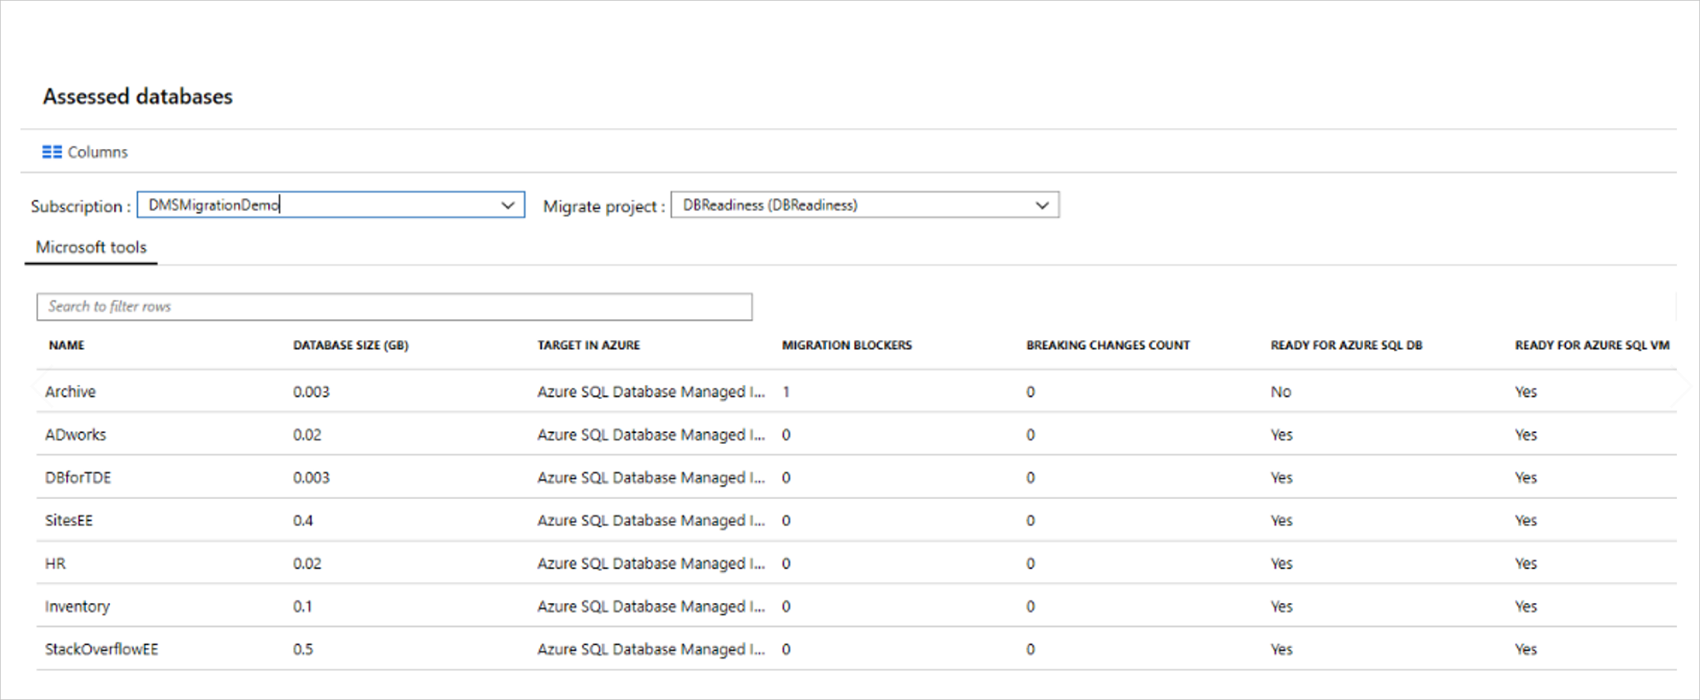 Assessed databases
Columns
Subscription : DMSMigrationDemo Migrate project : DBReadiness (DBReadiness)
Microsoft tools
Search to filter rows
NAME DATABASE SIZE (GB) TARGET IN AZURE MIGRATION BLOCKERS BREAKING CHANGES COUNT READY FOR AZURE SQL DB READY FOR AZURE SQL VM
Archive 0.003 Azure SQL Database Managed I... 1 0 No Yes
ADworks 0.02 Azure SQL Database Managed I... 0 0 Yes Yes
DBforTDE 0.003 Azure SQL Database Managed I... 0 0 Yes Yes
SitesEE 0.4 Azure SQL Database Managed I... 0 0 Yes Yes
HR 0.02 Azure SQL Database Managed I... 0 0 Yes Yes
Inventory 0.1 Azure SQL Database Managed I... 0 0 Yes Yes
StackOverflowEE 0.5 Azure SQL Database Managed I... 0 0 Yes Yes